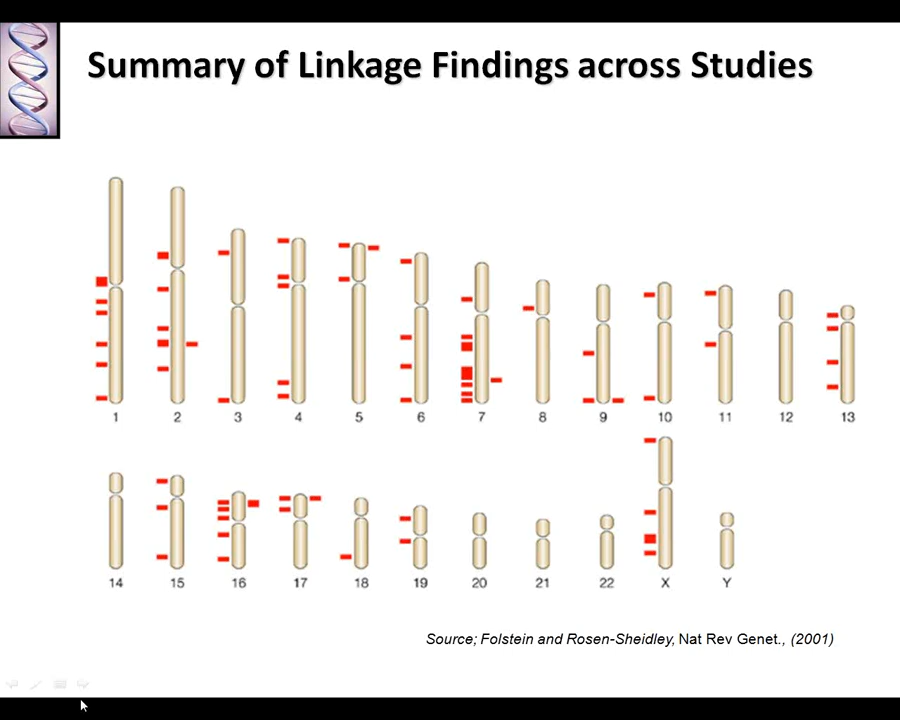 Summary of Linkage Findings across Studies
1 2 3 4 5 6 7 8 9 10 11 12 13
14 15 16 17 18 19 20 21 22 X Y
Source; Folstein and Rosen-Sheidley, Nat Rev Genet., (2001)